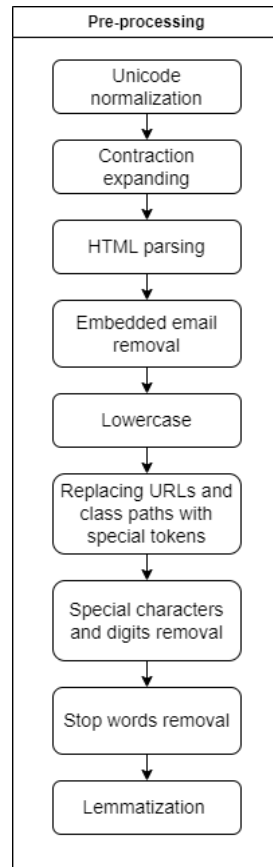 Pre-processing
Unicode
normalization
Contraction
expanding
HTML parsing
Embedded email
removal
Lowercase
Replacing URLs and
class paths with
special tokens
Special characters
and digits removal
Stop words removal
Lemmatization